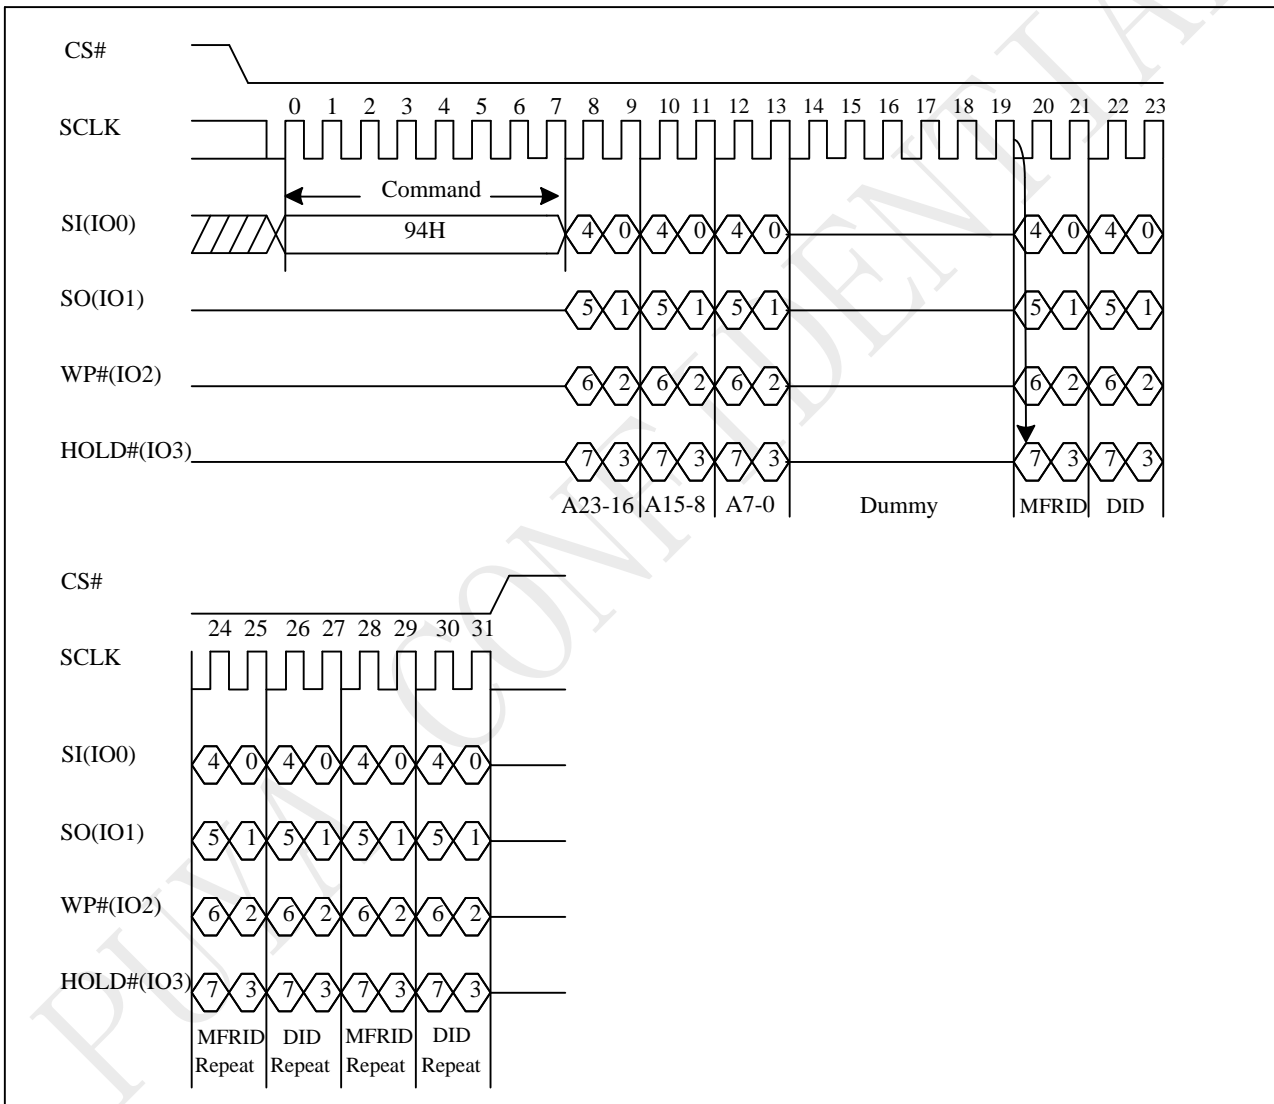 CS#
0 1 2 3 4 5 6 7 8 9 10 11 12 13 14 15 16 17 18 19 20 21 22 23
SCLK
Command
SI(IO0) 94H 4 0 4 0 4 0 4 0 4 0
SO(IO1) 5 1 5 1 5 1 5 1 5 1
WP#(IO2) 6 2 6 2 6 2 6 2 6 2
HOLD#(IO3) 7 3 7 3 7 3 7 3 7 3
A23-16 A15-8 A7-0 Dummy MFRID DID
CS#
24 25 26 27 28 29 30 31
SCLK
SI(IO0) 4 0 4 0 4 0 4 0
SO(IO1) 5 1 5 1 5 1 5 1
WP#(IO2) 6 2 6 2 6 2 6 2
HOLD#(IO3) 7 3 7 3 7 3 7 3
MFRID DID MFRID DID
Repeat Repeat Repeat Repeat
PUYA CONFIDENTIAL